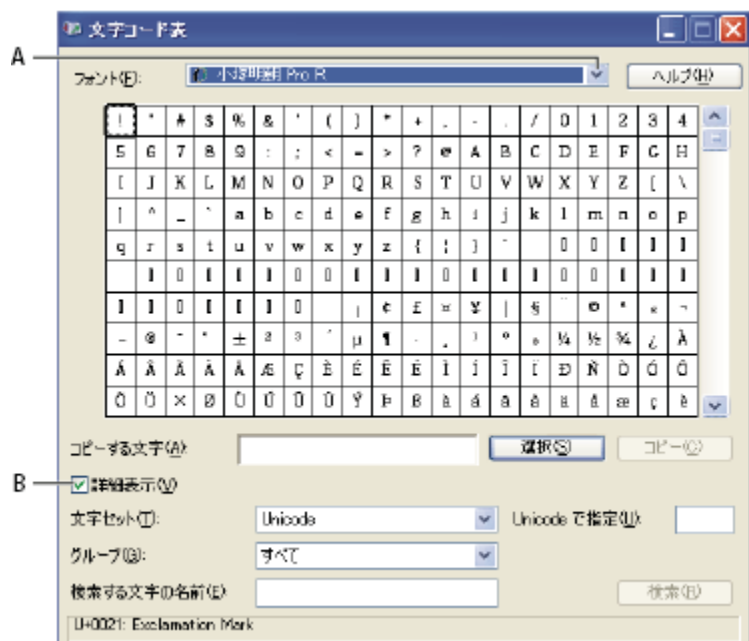 文字コード表
A
フォント(F): 小塚明朝 Pro R ヘルプ(H)
! " # $ % & ' ( ) * + , - . / 0 1 2 3 4
5 6 7 8 9 : ; < = > ? @ A B C D E F G H
I J K L M N O P Q R S T U V W X Y Z [ \
] ^ _ ` a b c d e f g h i j k l m n o p
q r s t u v w x y z { | } ~
¡ ¢ £ ¤ ¥ ¦ § ¨ © ª « ¬
® ¯ ° ± ² ³ ´ µ ¶ · ¸ ¹ º » ¼ ½ ¾ ¿ À
Á Â Ã Ä Å Æ Ç È É Ê Ë Ì Í Î Ï Ð Ñ Ò Ó Ô
Õ Ö × Ø Ù Ú Û Ü Ý Þ ß à á â ã ä å æ ç è
コピーする文字(A): 選択(S) コピー(C)
B 詳細表示(V)
文字セット(T): Unicode Unicode で指定(U):
グループ(G): すべて
検索する文字の名前(E): 検索(R)
U+0021: Exclamation Mark